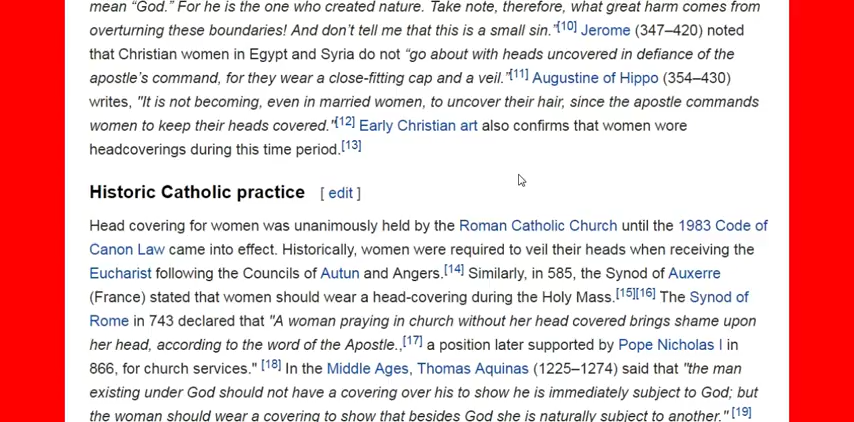 mean “God.” For he is the one who created nature. Take note, therefore, what great harm comes from
overturning these boundaries! And don’t tell me that this is a small sin.”[10] Jerome (347–420) noted
that Christian women in Egypt and Syria do not “go about with heads uncovered in defiance of the
apostle’s command, for they wear a close-fitting cap and a veil.”[11] Augustine of Hippo (354–430)
writes, "It is not becoming, even in married women, to uncover their hair, since the apostle commands
women to keep their heads covered."[12] Early Christian art also confirms that women wore
headcoverings during this time period.[13]
Historic Catholic practice [ edit ]
Head covering for women was unanimously held by the Roman Catholic Church until the 1983 Code of
Canon Law came into effect. Historically, women were required to veil their heads when receiving the
Eucharist following the Councils of Autun and Angers.[14] Similarly, in 585, the Synod of Auxerre
(France) stated that women should wear a head-covering during the Holy Mass.[15][16] The Synod of
Rome in 743 declared that "A woman praying in church without her head covered brings shame upon
her head, according to the word of the Apostle.,[17] a position later supported by Pope Nicholas I in
866, for church services." [18] In the Middle Ages, Thomas Aquinas (1225–1274) said that "the man
existing under God should not have a covering over his to show he is immediately subject to God; but
the woman should wear a covering to show that besides God she is naturally subject to another." [19]